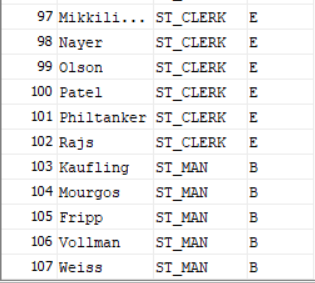 97 Mikkili... ST_CLERK E
98 Nayer ST_CLERK E
99 Olson ST_CLERK E
100 Patel ST_CLERK E
101 Philtanker ST_CLERK E
102 Rajs ST_CLERK E
103 Kaufling ST_MAN B
104 Mourgos ST_MAN B
105 Fripp ST_MAN B
106 Vollman ST_MAN B
107 Weiss ST_MAN B